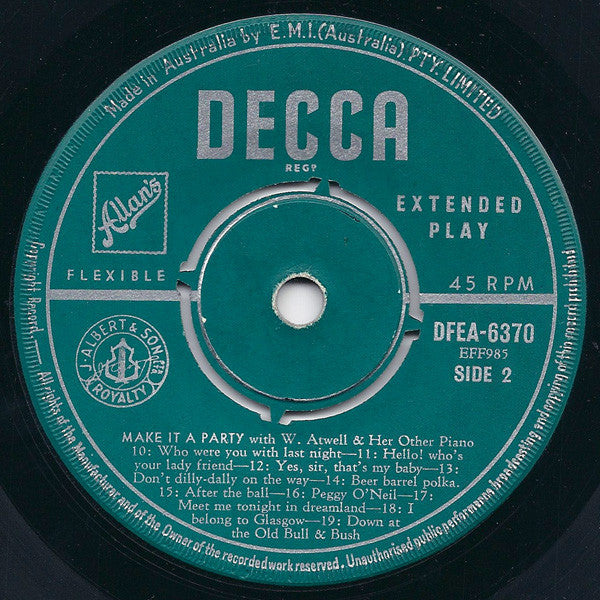 Made in Australia by E.M.I.(Australia) PTY. LIMITED
DECCA
REGD
Allan's
EXTENDED
PLAY
FLEXIBLE
45 RPM
DFEA-6370
EFF985
SIDE 2
J. ALBERT & SON
ROYALTY
MAKE IT A PARTY with W. Atwell & Her Other Piano
10: Who were you with last night—11: Hello! who's
your lady friend—12: Yes, sir, that's my baby—13:
Don't dilly-dally on the way—14: Beer barrel polka.
15: After the ball—16: Peggy O'Neil—17:
Meet me tonight in dreamland—18: I
belong to Glasgow—19: Down at
the Old Bull & Bush
Copyright Record
All rights of the Manufacturer and of the Owner of the recorded work reserved. Unauthorised public performance broadcasting and copying of this